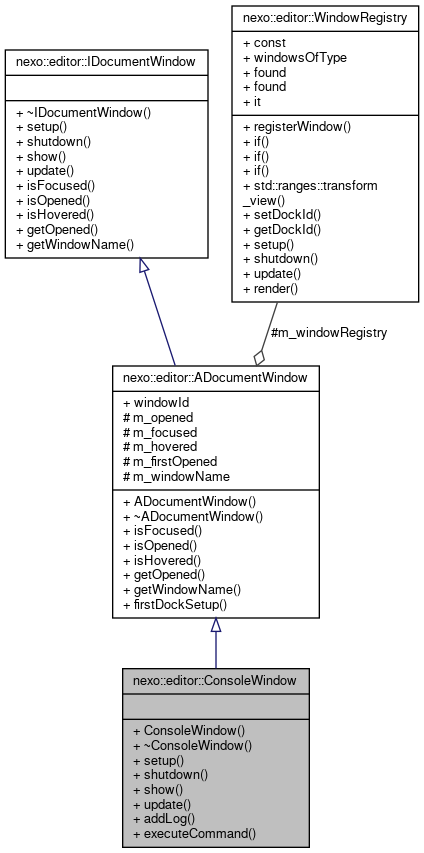 nexo::editor::WindowRegistry
+ const
+ windowsOfType
+ found
+ found
+ it
+ registerWindow()
+ if()
+ if()
+ if()
+ std::ranges::transform
_view()
+ setDockId()
+ getDockId()
+ setup()
+ shutdown()
+ update()
+ render()
nexo::editor::IDocumentWindow
+ ~IDocumentWindow()
+ setup()
+ shutdown()
+ show()
+ update()
+ isFocused()
+ isOpened()
+ isHovered()
+ getOpened()
+ getWindowName()
#m_windowRegistry
nexo::editor::ADocumentWindow
+ windowId
# m_opened
# m_focused
# m_hovered
# m_firstOpened
# m_windowName
+ ADocumentWindow()
+ ~ADocumentWindow()
+ isFocused()
+ isOpened()
+ isHovered()
+ getOpened()
+ getWindowName()
+ firstDockSetup()
nexo::editor::ConsoleWindow
+ ConsoleWindow()
+ ~ConsoleWindow()
+ setup()
+ shutdown()
+ show()
+ update()
+ addLog()
+ executeCommand()